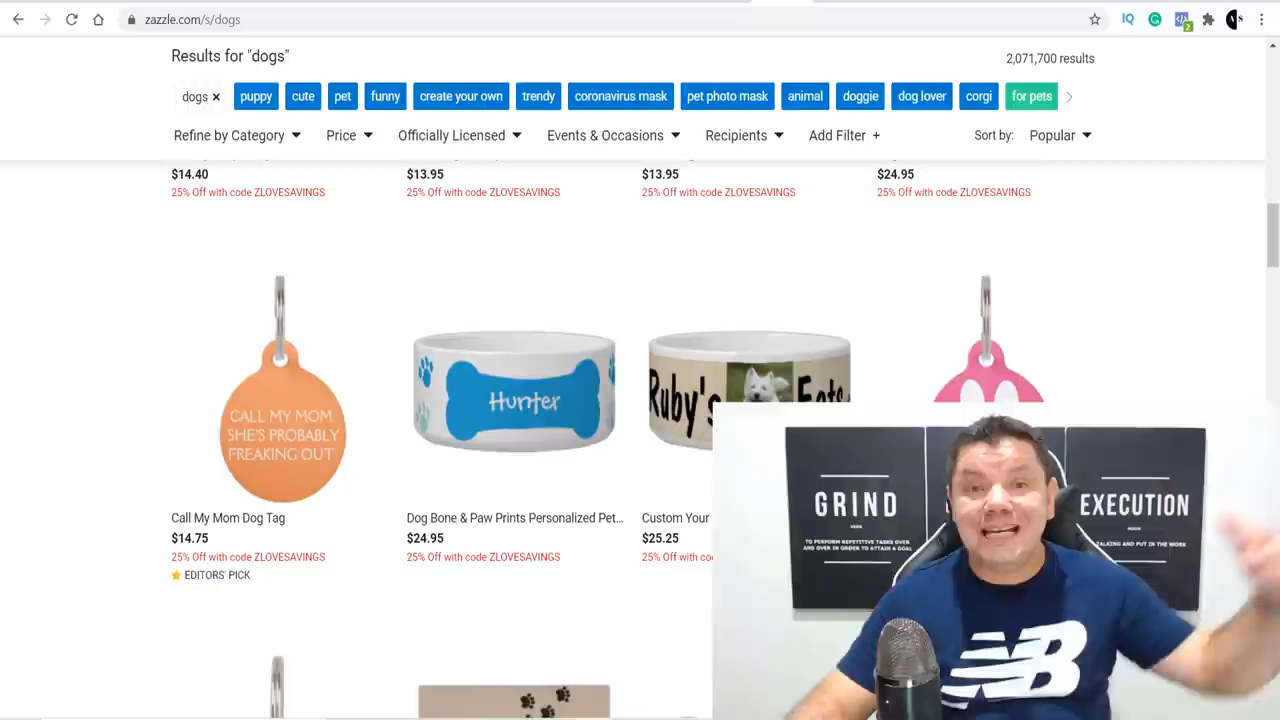 zazzle.com/s/dogs
IQ
2
Results for "dogs"
2,071,700 results
dogs × puppy cute pet funny create your own trendy coronavirus mask pet photo mask animal doggie dog lover corgi for pets
Refine by Category Price Officially Licensed Events & Occasions Recipients Add Filter + Sort by: Popular
$14.40 $13.95 $13.95 $24.95
25% Off with code ZLOVESAVINGS 25% Off with code ZLOVESAVINGS 25% Off with code ZLOVESAVINGS 25% Off with code ZLOVESAVINGS
CALL MY MOM.
SHE'S PROBABLY
FREAKING OUT
Hunter
Ruby's Eats
Call My Mom Dog Tag Dog Bone & Paw Prints Personalized Pet... Custom Your
$14.75 $24.95 $25.25
25% Off with code ZLOVESAVINGS 25% Off with code ZLOVESAVINGS 25% Off with co
EDITORS' PICK
GRIND
VERB
TO PERFORM REPETITIVE TASKS OVER
AND OVER IN ORDER TO ATTAIN A GOAL
EXECUTION
NOUN
TALKING AND PUT IN THE WORK
NB